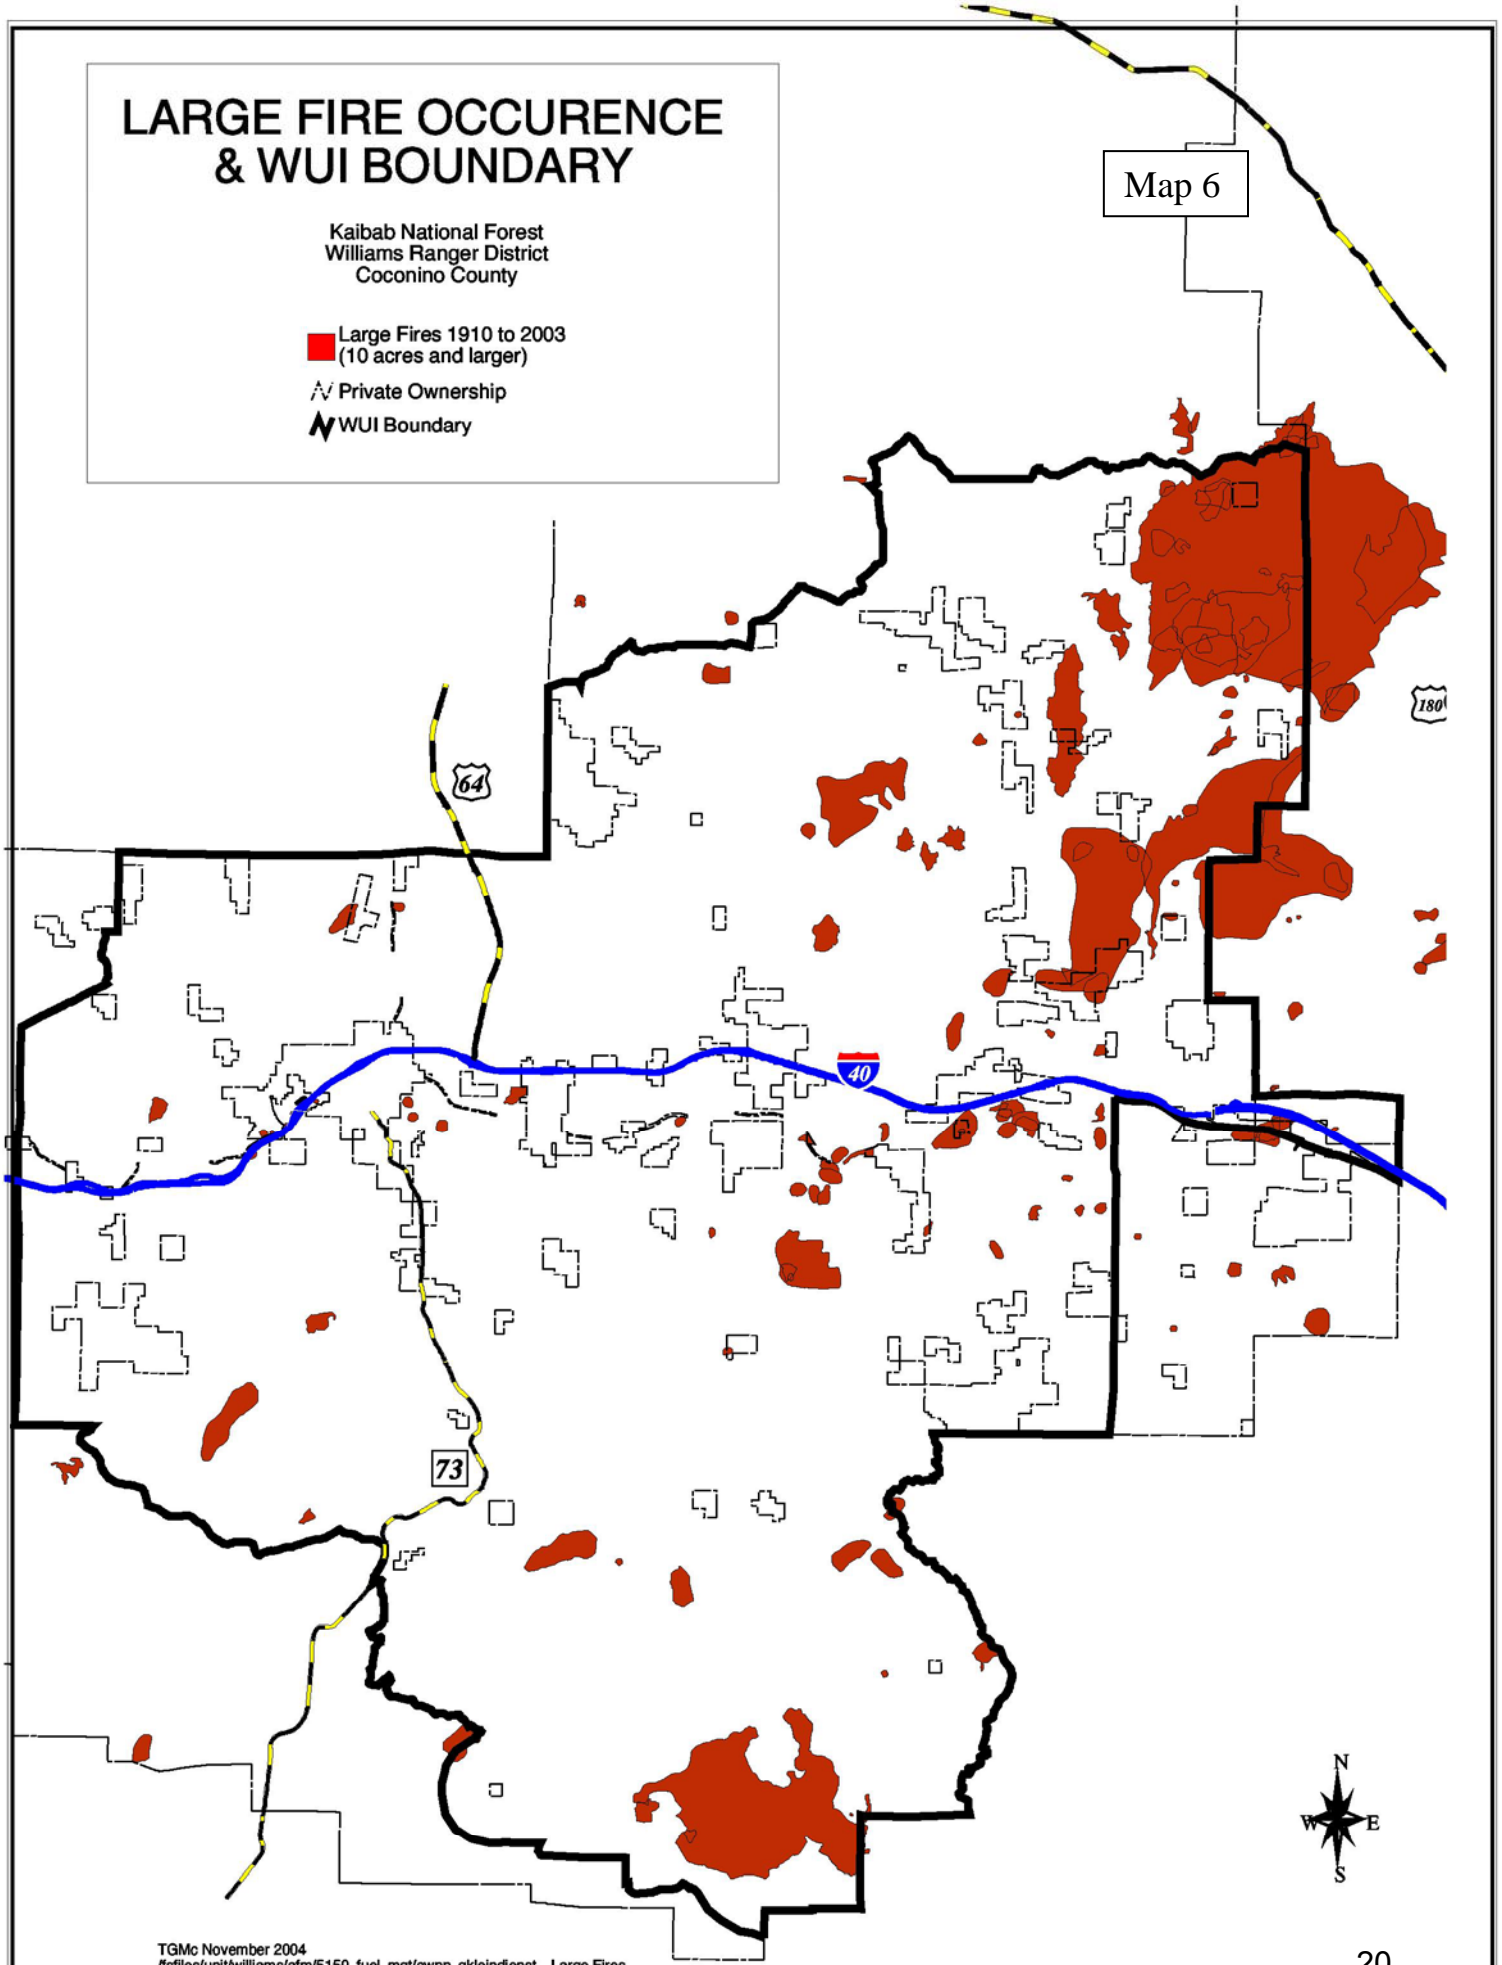 LARGE FIRE OCCURENCE
& WUI BOUNDARY
Kaibab National Forest
Williams Ranger District
Coconino County
Large Fires 1910 to 2003
(10 acres and larger)
Private Ownership
WUI Boundary
Map 6
180
64
40
73
N
W E
S
TGMc November 2004
20